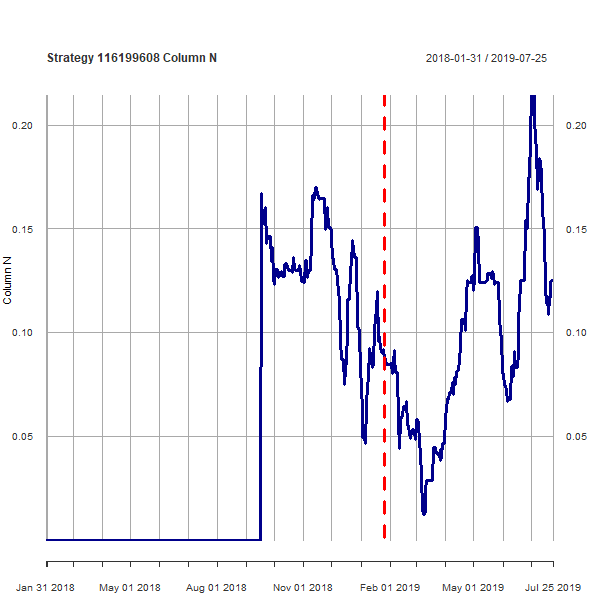 Strategy 116199608 Column N
2018-01-31 / 2019-07-25
0.20
0.20
0.15
0.15
Column N
0.10
0.10
0.05
0.05
Jan 31 2018
May 01 2018
Aug 01 2018
Nov 01 2018
Feb 01 2019
May 01 2019
Jul 25 2019